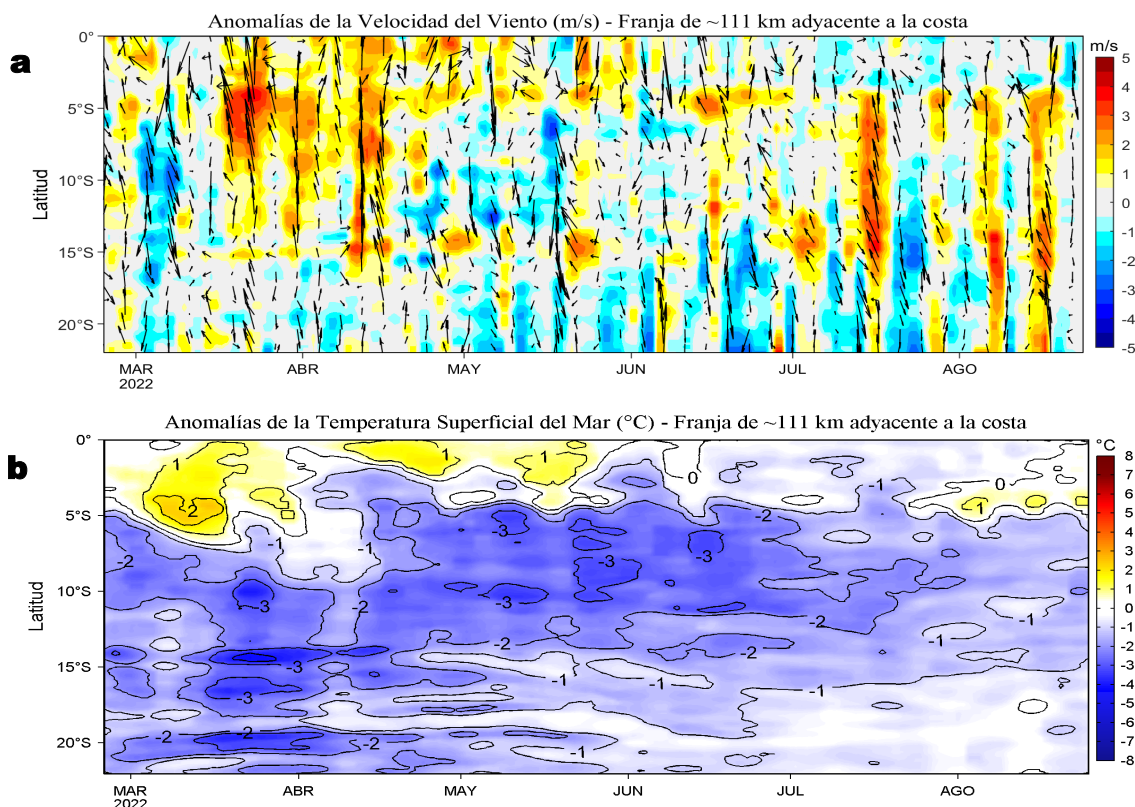 Anomalías de la Velocidad del Viento (m/s) - Franja de ~111 km adyacente a la costa
a
m/s
0°
5°S
10°S
15°S
20°S
Latitud
5
4
3
2
1
0
-1
-2
-3
-4
-5
MAR ABR MAY JUN JUL AGO
2022
Anomalías de la Temperatura Superficial del Mar (°C) - Franja de ~111 km adyacente a la costa
b
°C
0°
5°S
10°S
15°S
20°S
Latitud
1 1 1 0 -1 0
2 1
-2 -1 -1 -3 -2 -3
-3 -3
-3 -2 -3 -2 -1
-2 -2 -1
-3 -1 -1 -1
-3
-2 -2 -2 -1
8
7
6
5
4
3
2
1
0
-1
-2
-3
-4
-5
-6
-7
-8
MAR ABR MAY JUN JUL AGO
2022